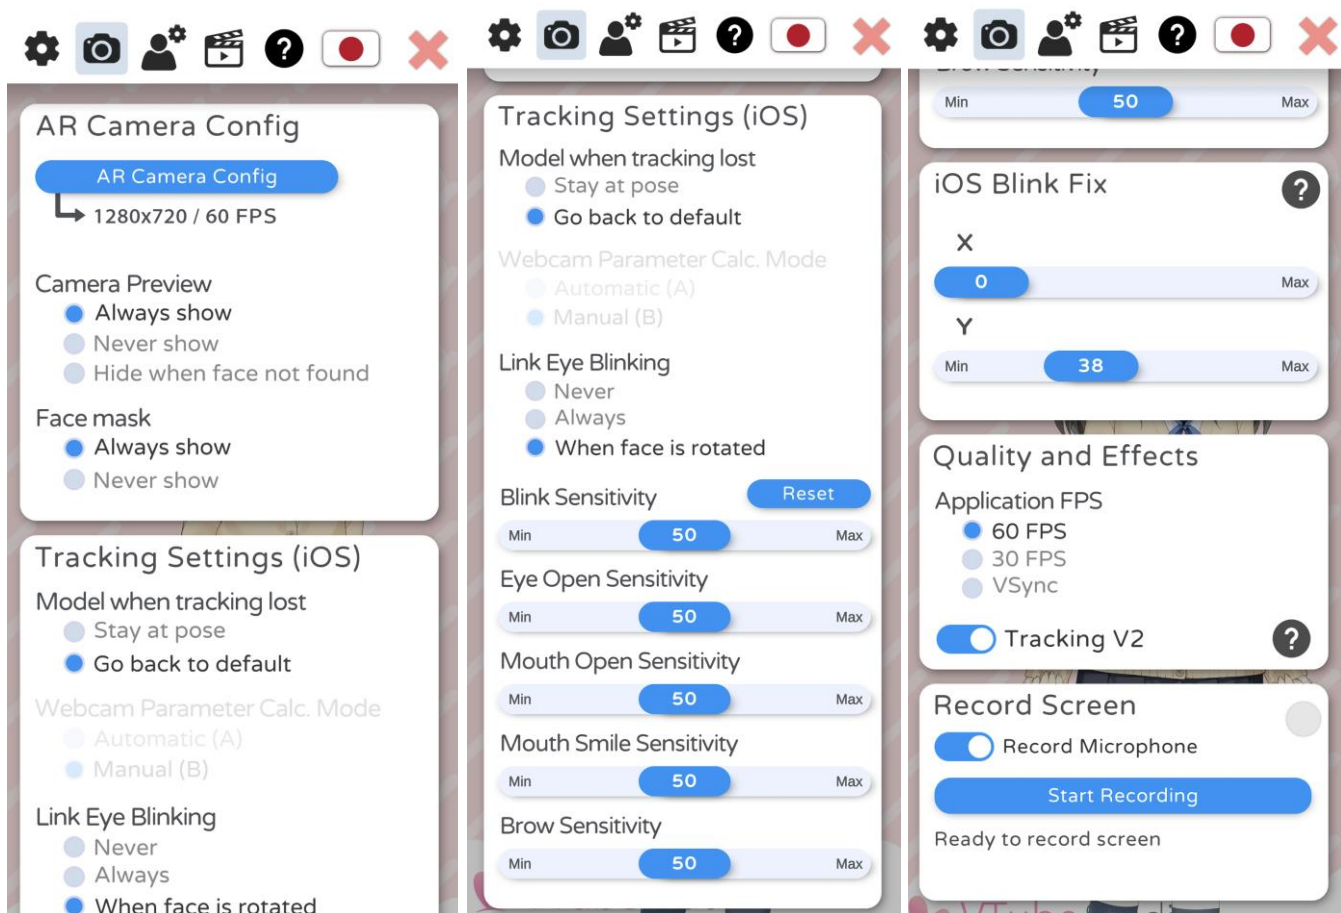 AR Camera Config
AR Camera Config
1280x720 / 60 FPS
Camera Preview
Always show
Never show
Hide when face not found
Face mask
Always show
Never show
Tracking Settings (iOS)
Model when tracking lost
Stay at pose
Go back to default
Webcam Parameter Calc. Mode
Automatic (A)
Manual (B)
Link Eye Blinking
Never
Always
When face is rotated
Tracking Settings (iOS)
Model when tracking lost
Stay at pose
Go back to default
Webcam Parameter Calc. Mode
Automatic (A)
Manual (B)
Link Eye Blinking
Never
Always
When face is rotated
Blink Sensitivity Reset
Min 50 Max
Eye Open Sensitivity
Min 50 Max
Mouth Open Sensitivity
Min 50 Max
Mouth Smile Sensitivity
Min 50 Max
Brow Sensitivity
Min 50 Max
Brow Sensitivity
Min 50 Max
iOS Blink Fix ?
X
0 Max
Y
Min 38 Max
Quality and Effects
Application FPS
60 FPS
30 FPS
VSync
Tracking V2 ?
Record Screen
Record Microphone
Start Recording
Ready to record screen